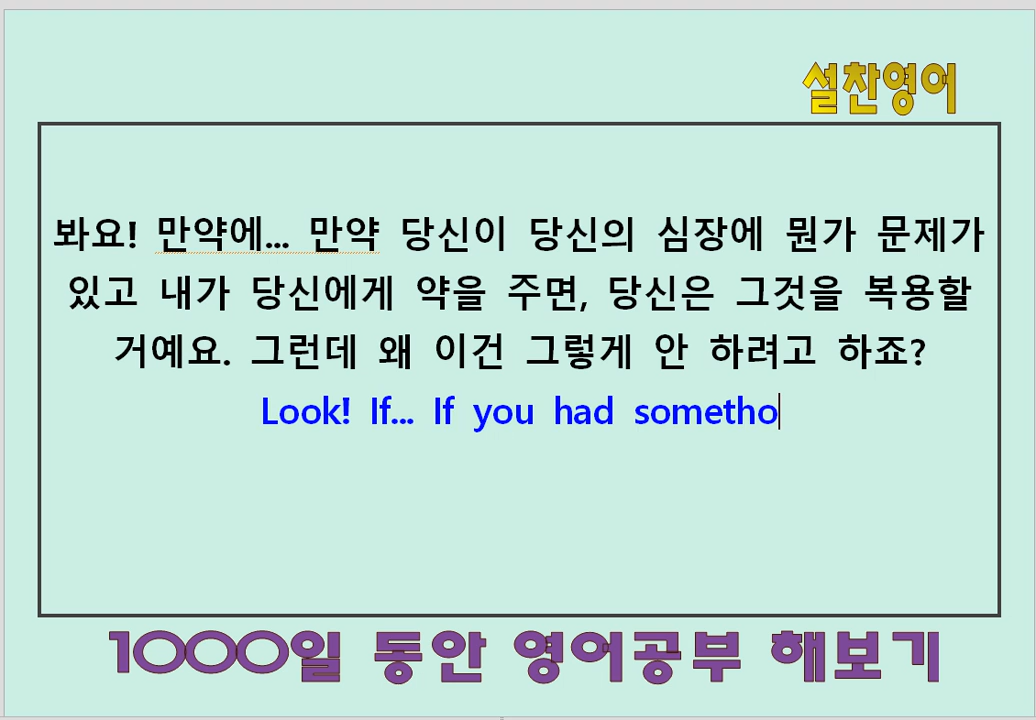 설찬영어
봐요! 만약에... 만약 당신이 당신의 심장에 뭔가 문제가
있고 내가 당신에게 약을 주면, 당신은 그것을 복용할
거예요. 그런데 왜 이건 그렇게 안 하려고 하죠?
Look! If... If you had sometho
1000일 동안 영어공부 해보기